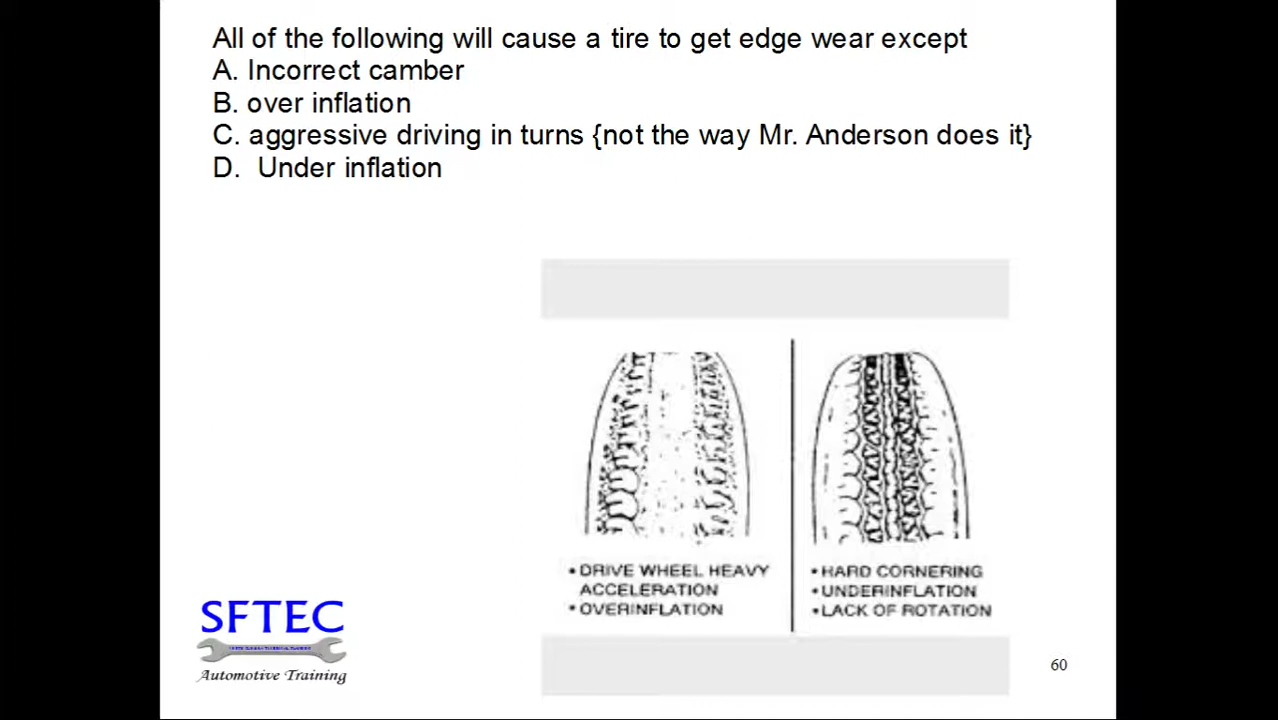 All of the following will cause a tire to get edge wear except
A. Incorrect camber
B. over inflation
C. aggressive driving in turns {not the way Mr. Anderson does it}
D. Under inflation
• DRIVE WHEEL HEAVY
ACCELERATION
• OVERINFLATION
• HARD CORNERING
• UNDERINFLATION
• LACK OF ROTATION
SFTEC
Automotive Training
60